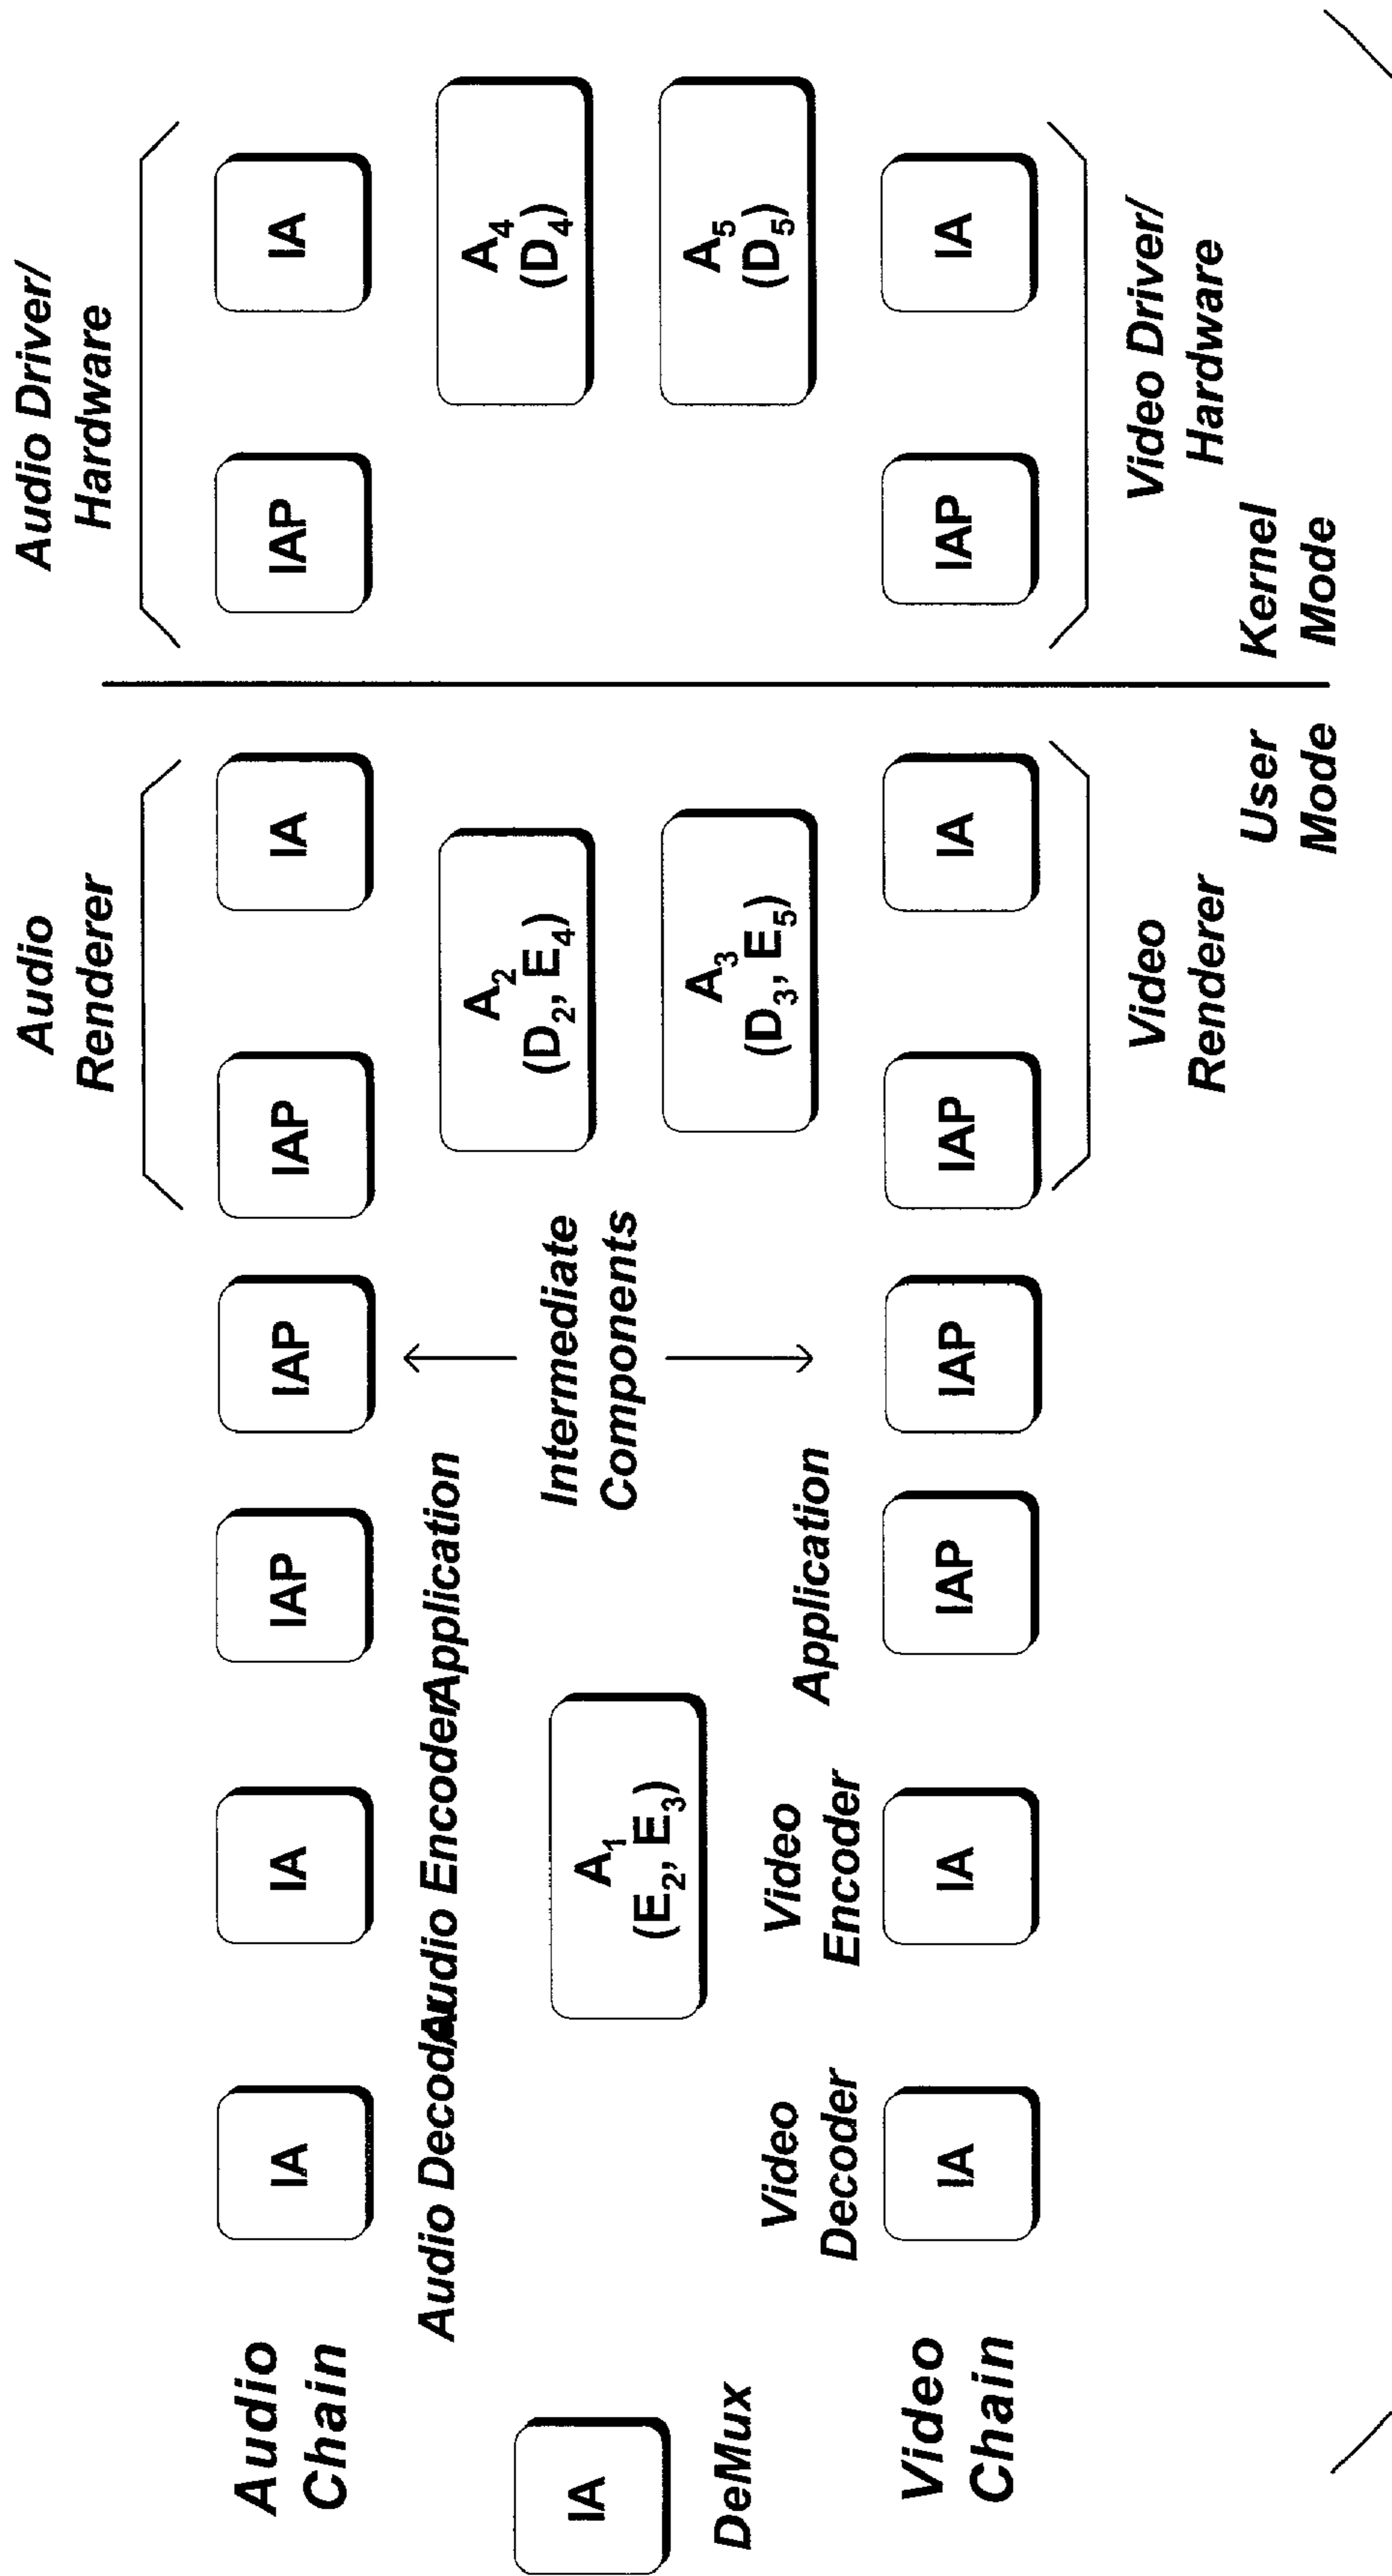 Audio
Renderer
Audio Driver/
Hardware
Audio
Chain
IA
IA
IAP
IAP
IAP
IA
IAP
IA
Audio Decoder
Audio Encoder
Application
A4
(D4)
A2
(D2, E4)
Intermediate
Components
IA
A1
(E2, E3)
A3
(D3, E5)
A5
(D5)
DeMux
Video
Decoder
Video
Encoder
Application
Video
Chain
IA
IA
IAP
IAP
IAP
IA
IAP
IA
Video
Renderer
Video Driver/
Hardware
User
Mode
Kernel
Mode